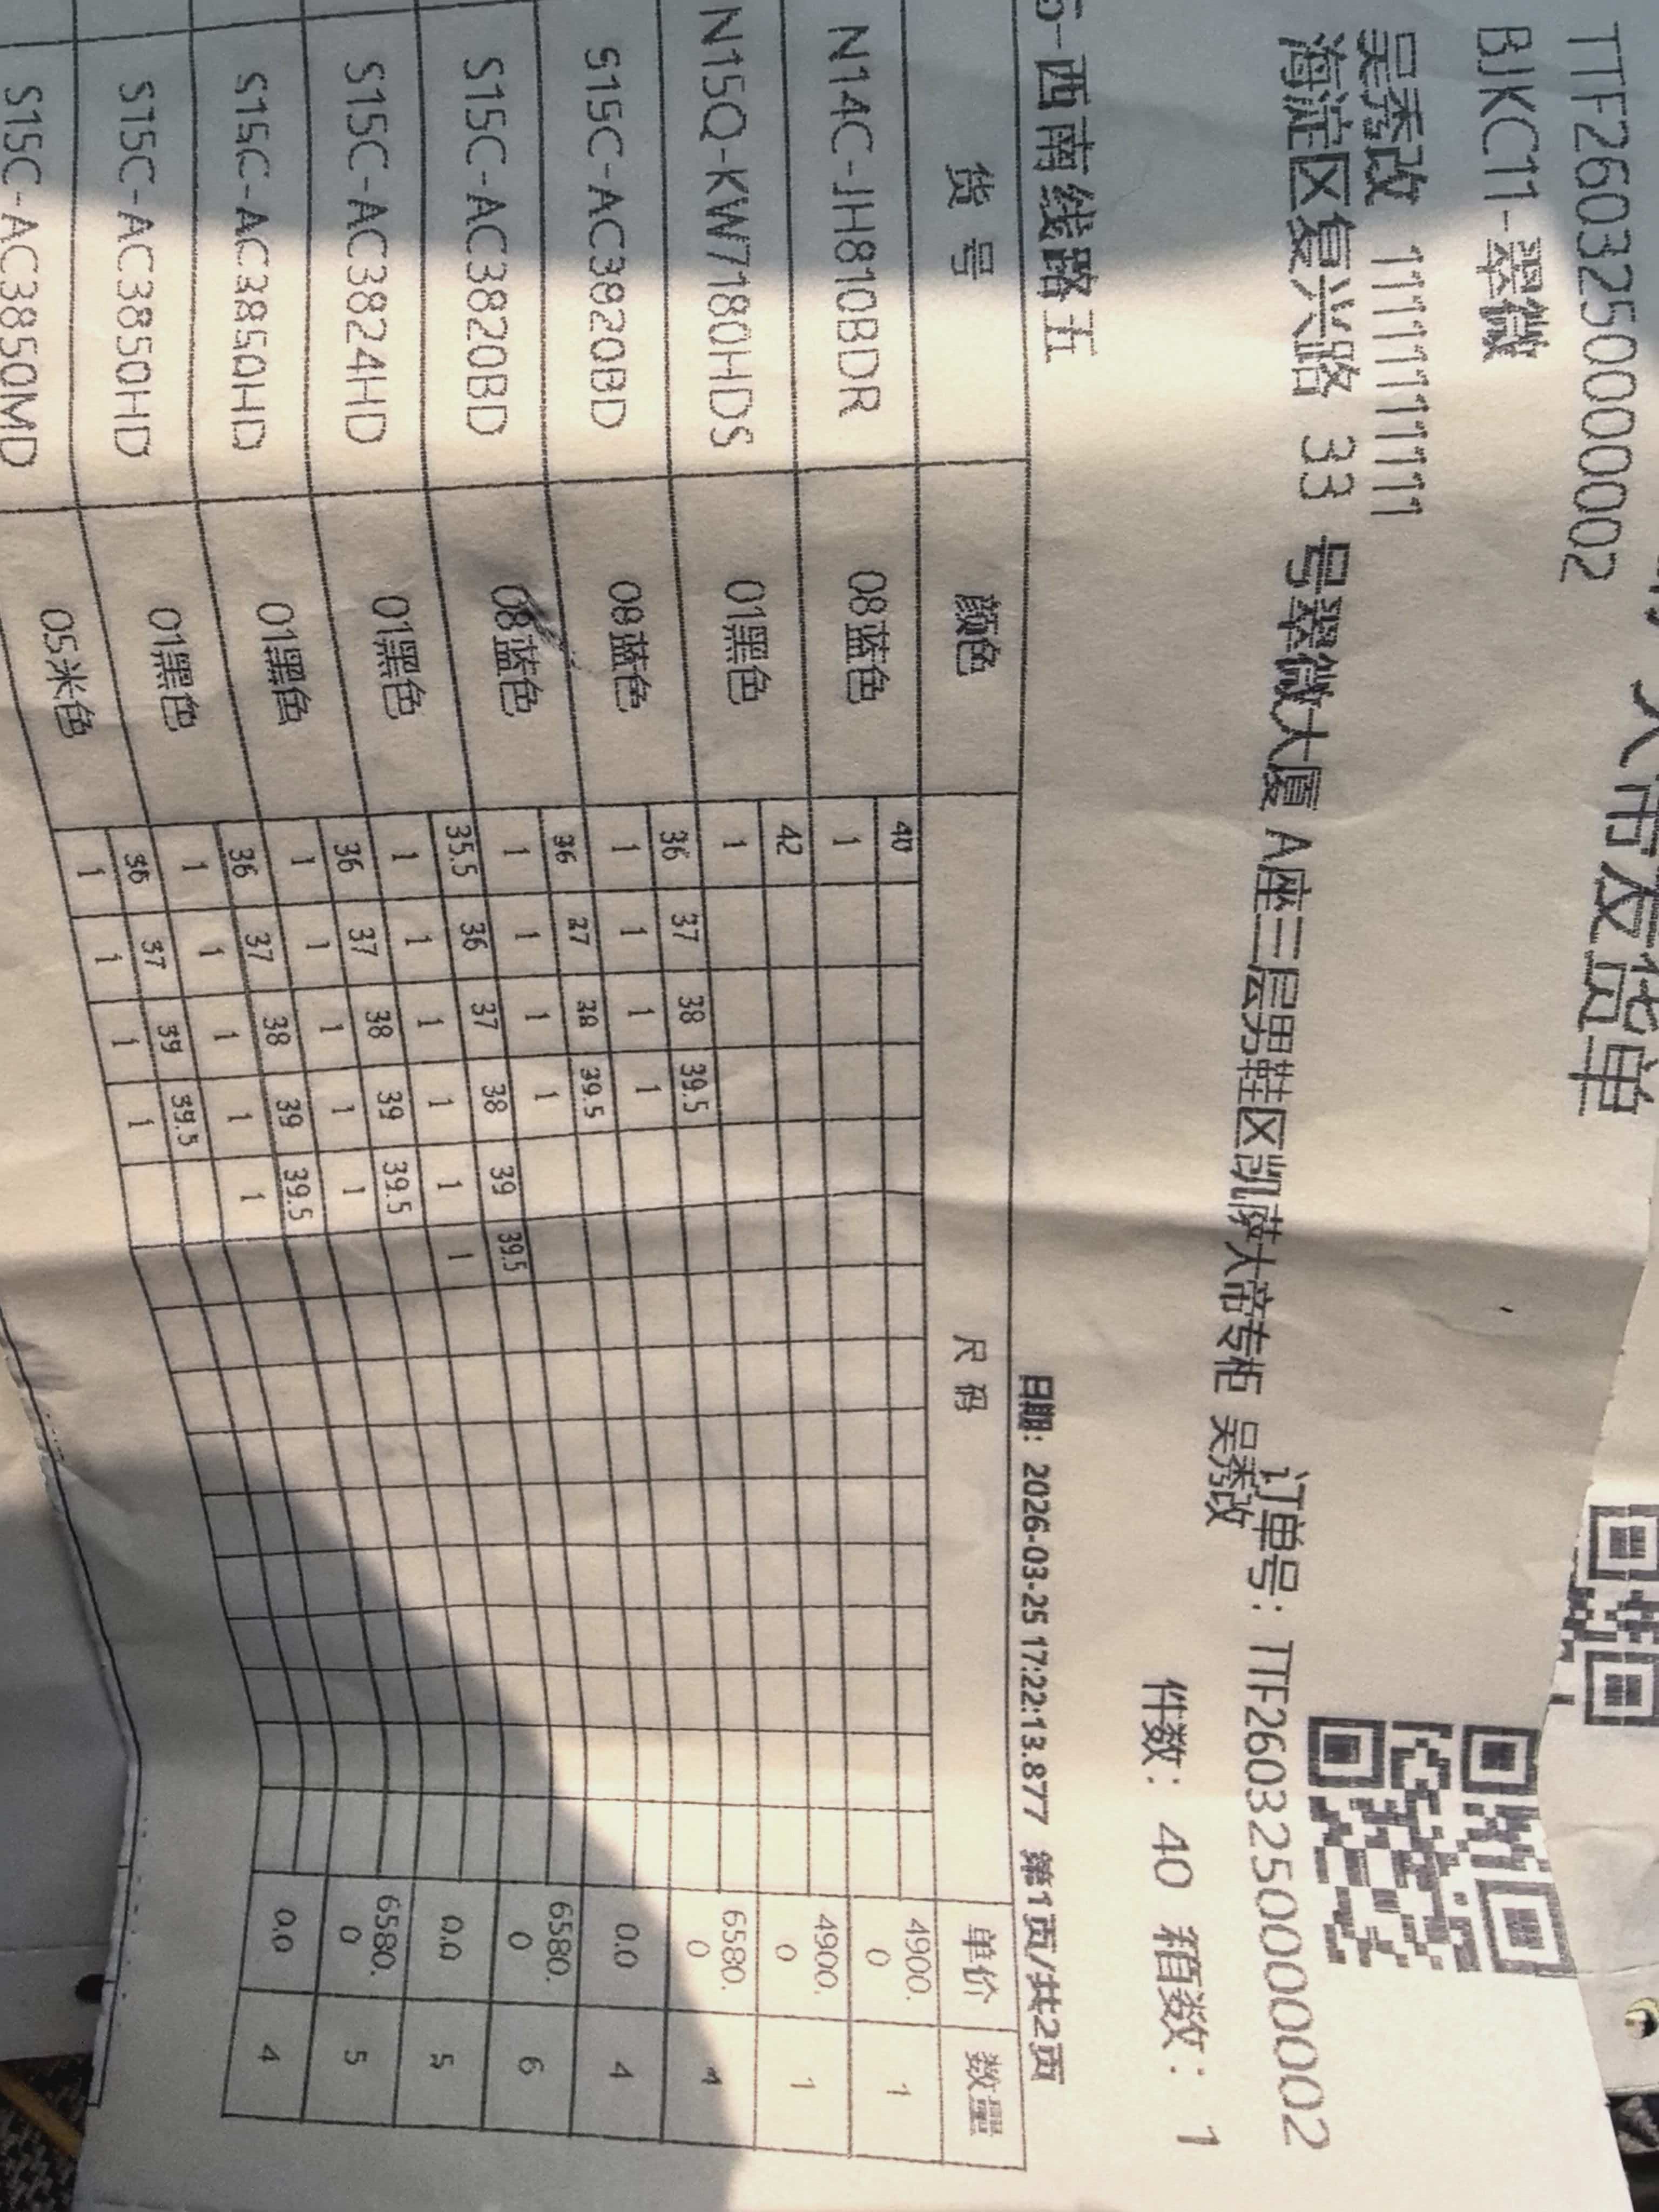 发货单
TTF260325000002
BJKC11-翠微
吴秀改 11111111111 订单号: TTF260325000002
海淀区复兴路 33 号翠微大厦 A座三层男鞋区凯萨大帝专柜 吴秀改
件数: 40 箱数: 1
5-西南线路五 日期: 2026-03-25 17:22:13.877 第1页/共2页
货号 颜色 尺码 单价 数量
N14C-JH810BDR 08蓝色 40 4900.0 1
1
N15Q-KW7180HDS 01黑色 42 4900.0 1
1
S15C-AC3820BD 08蓝色 36 37 38 39.5 6580.0 4
1 1 1 1
S15C-AC3820BD 08蓝色 36 37 38 39.5 0.0 4
1 1 1 1
S15C-AC3824HD 01黑色 35.5 36 37 38 39 39.5 6580.0 6
1 1 1 1 1 1
S15C-AC3850HD 01黑色 36 37 38 39 39.5 0.0 5
1 1 1 1 1
S15C-AC3850HD 01黑色 36 37 38 39 39.5 6580.0 5
1 1 1 1 1
S15C-AC3850MD 05米色 36 37 39 39.5 0.0 4
1 1 1 1